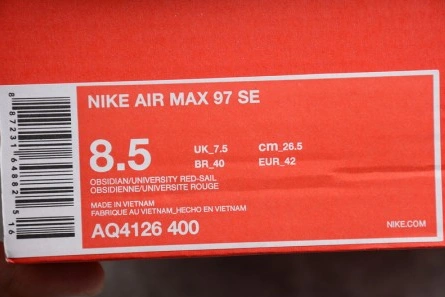 NIKE AIR MAX 97 SE
8.5
UK_7.5 cm_26.5
BR_40 EUR_42
OBSIDIAN/UNIVERSITY RED-SAIL
OBSIDIENNE/UNIVERSITE ROUGE
MADE IN VIETNAM
FABRIQUE AU VIETNAM_HECHO EN VIETNAM
AQ4126 400
NIKE.COM